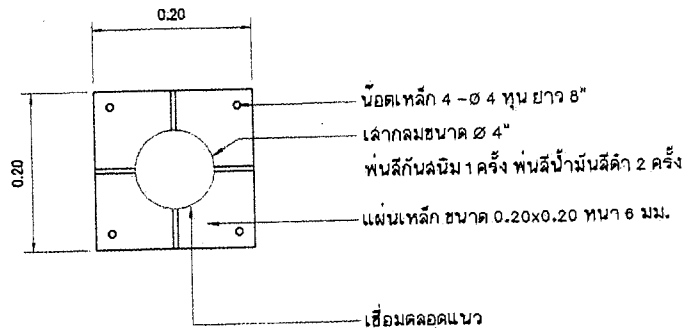 0.20
0.20
น๊อตเหล็ก 4 -Ø 4 หุน ยาว 8"
เสากลมขนาด Ø 4"
พ่นสีกันสนิม 1 ครั้ง พ่นสีน้ำมันสีดำ 2 ครั้ง
แผ่นเหล็ก ขนาด 0.20x0.20 หนา 6 มม.
เชื่อมตลอดแนว